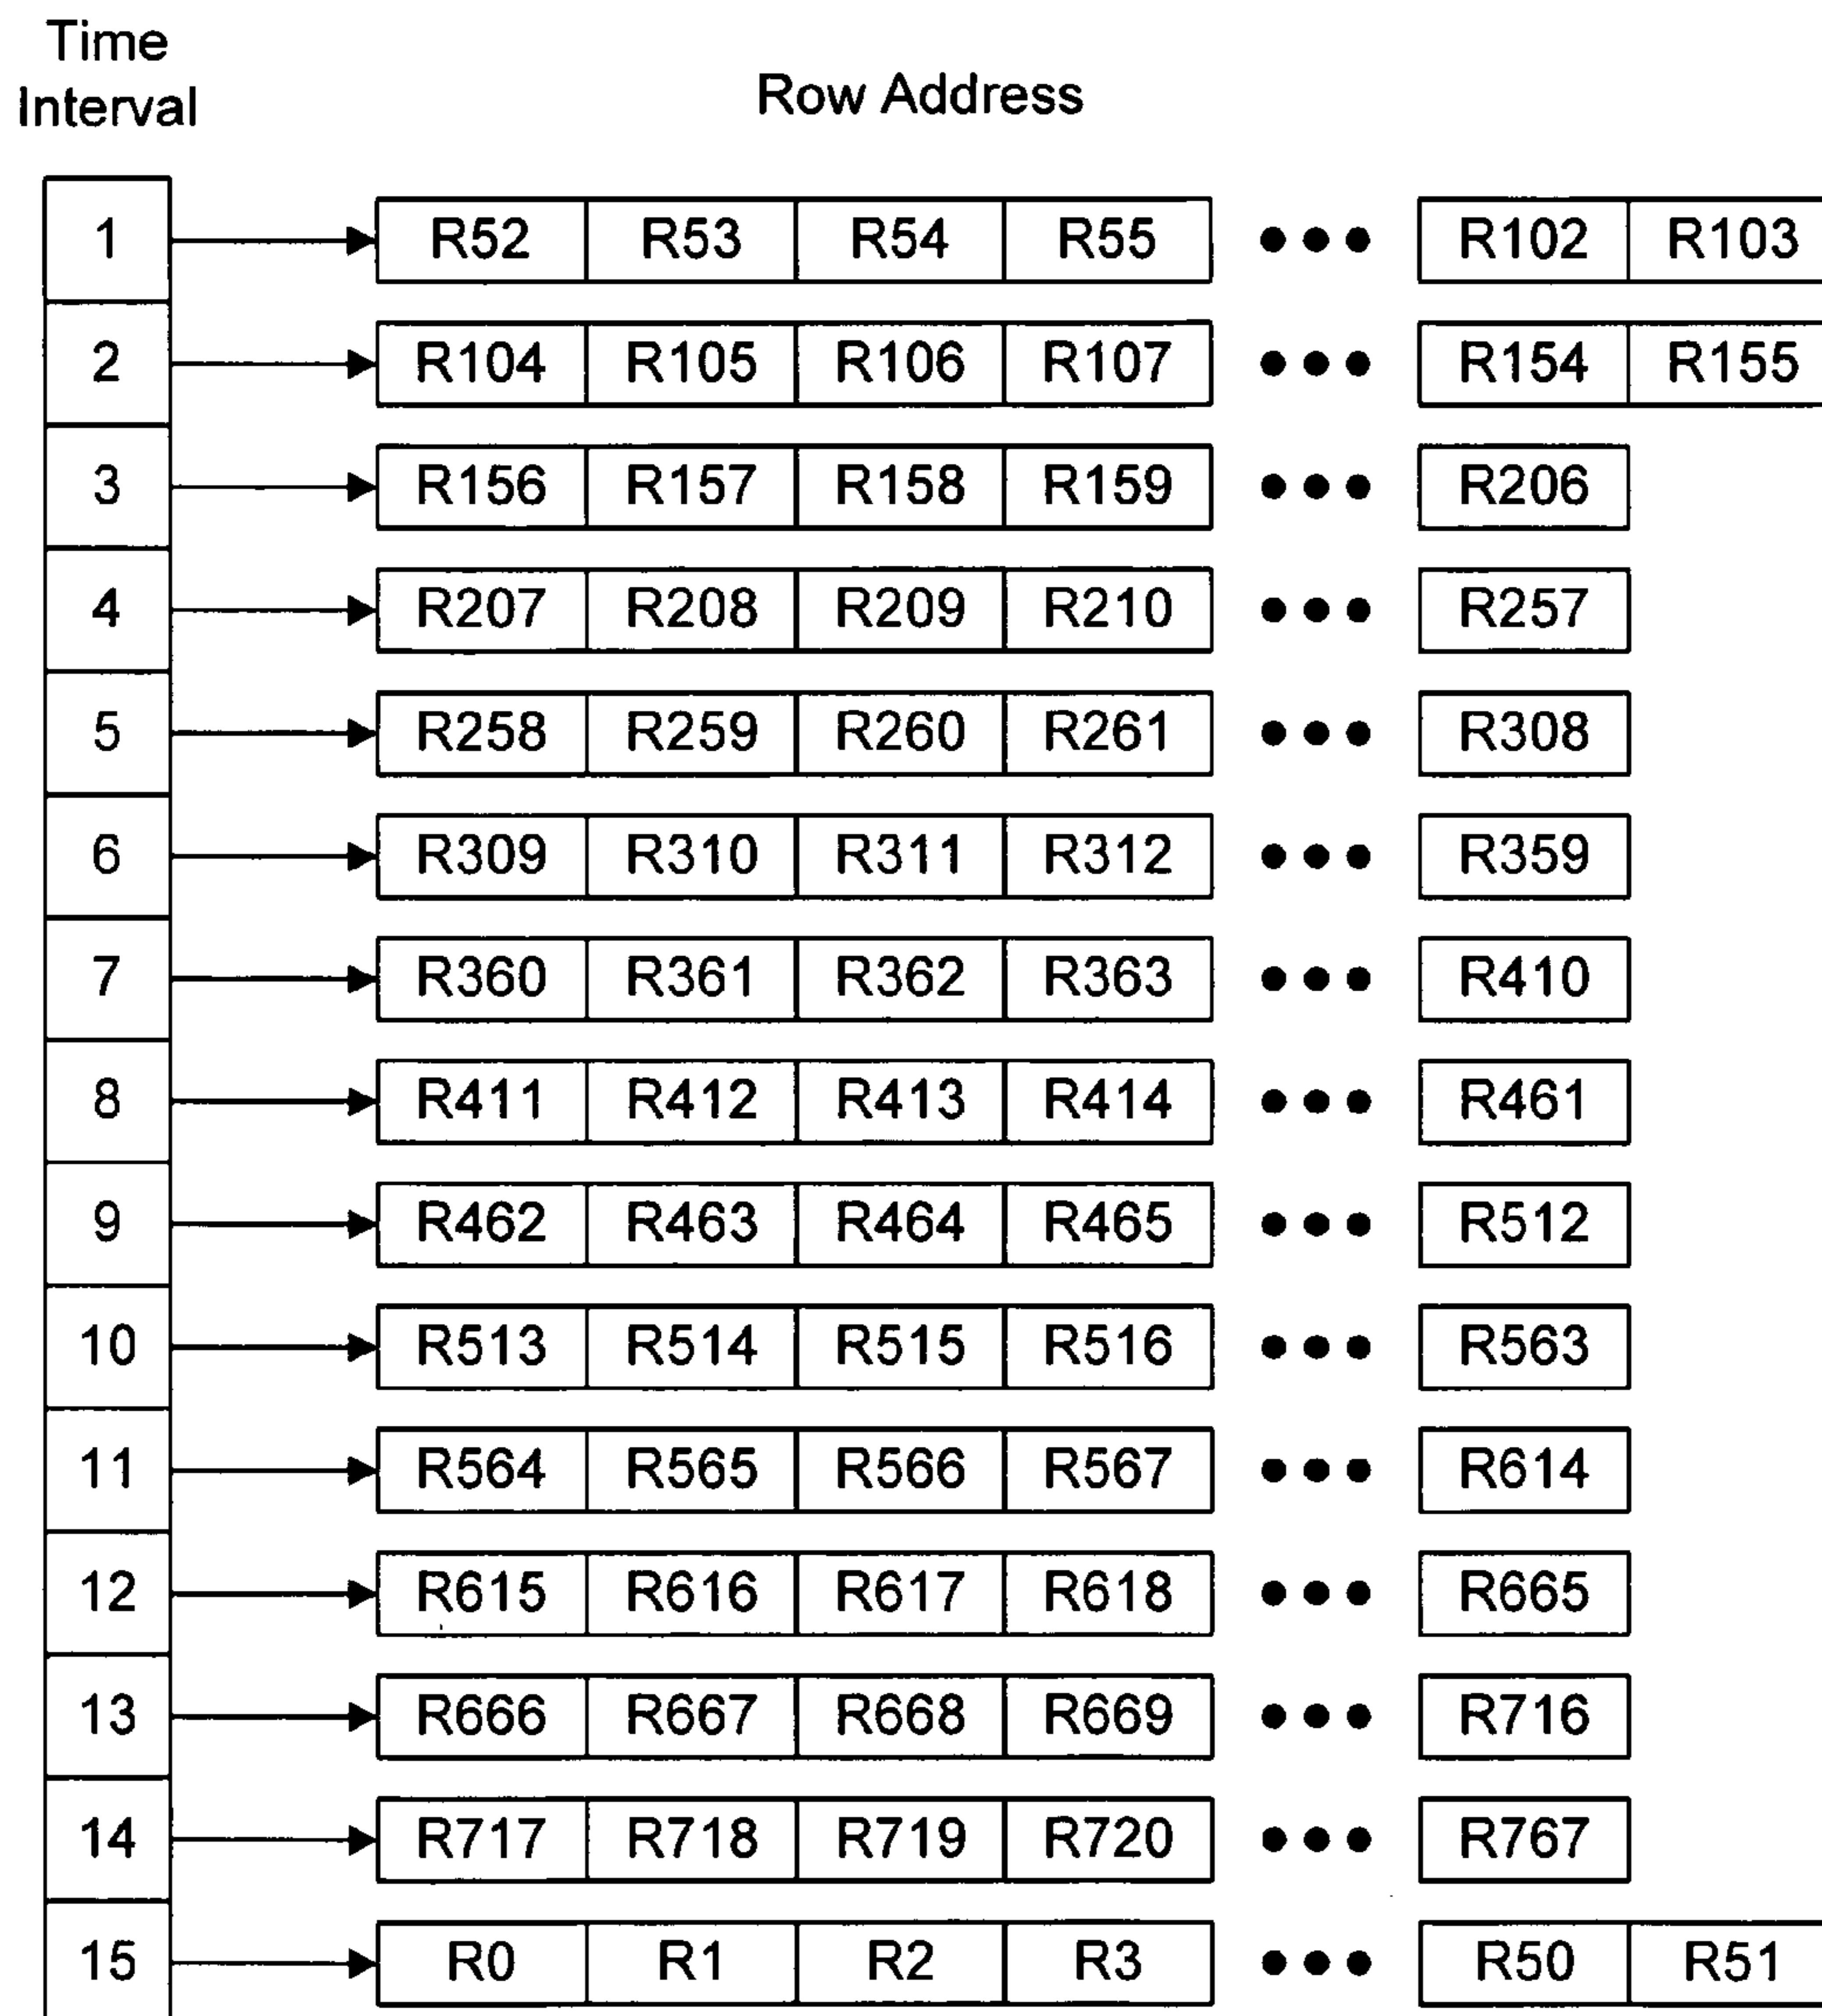 Time
Interval
Row Address
1 R52 R53 R54 R55 ••• R102 R103
2 R104 R105 R106 R107 ••• R154 R155
3 R156 R157 R158 R159 ••• R206
4 R207 R208 R209 R210 ••• R257
5 R258 R259 R260 R261 ••• R308
6 R309 R310 R311 R312 ••• R359
7 R360 R361 R362 R363 ••• R410
8 R411 R412 R413 R414 ••• R461
9 R462 R463 R464 R465 ••• R512
10 R513 R514 R515 R516 ••• R563
11 R564 R565 R566 R567 ••• R614
12 R615 R616 R617 R618 ••• R665
13 R666 R667 R668 R669 ••• R716
14 R717 R718 R719 R720 ••• R767
15 R0 R1 R2 R3 ••• R50 R51